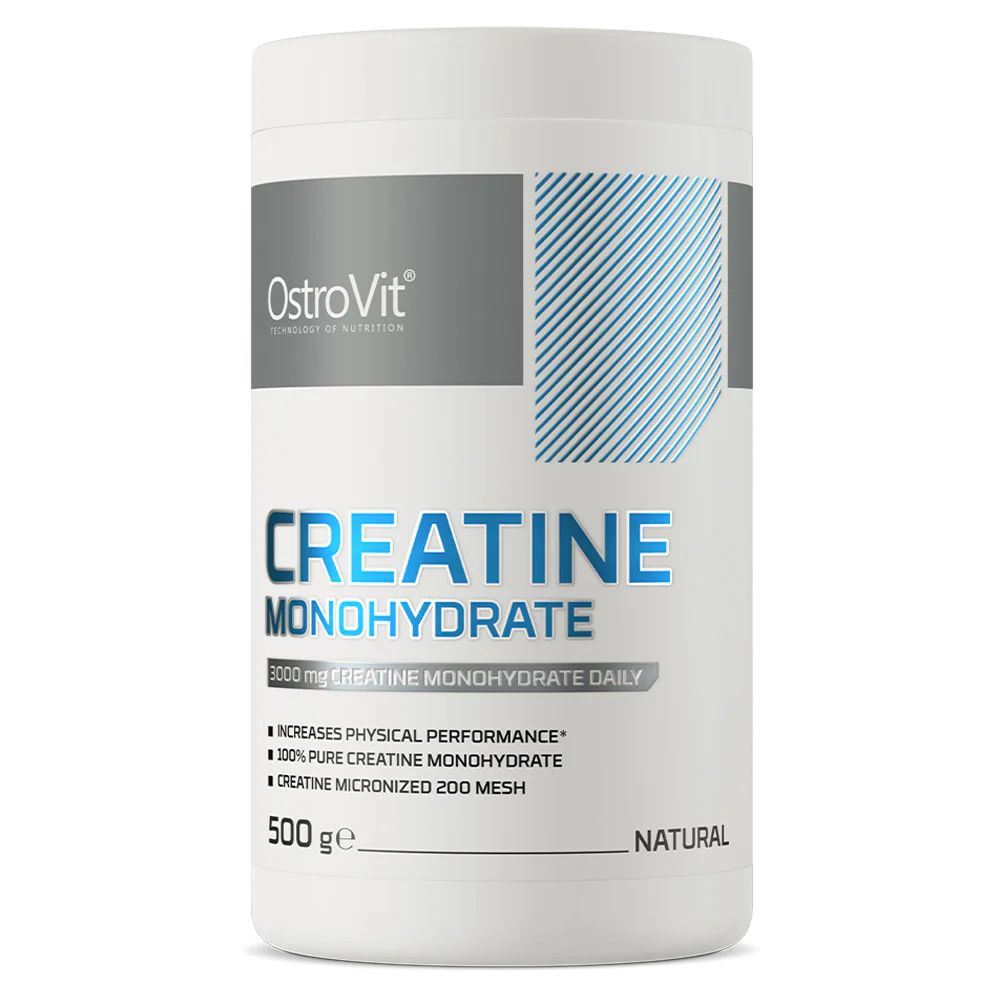 OstroVit®
TECHNOLOGY OF NUTRITION
CREATINE
MONOHYDRATE
3000 mg CREATINE MONOHYDRATE DAILY
■ INCREASES PHYSICAL PERFORMANCE*
■ 100% PURE CREATINE MONOHYDRATE
■ CREATINE MICRONIZED 200 MESH
500 g℮ NATURAL